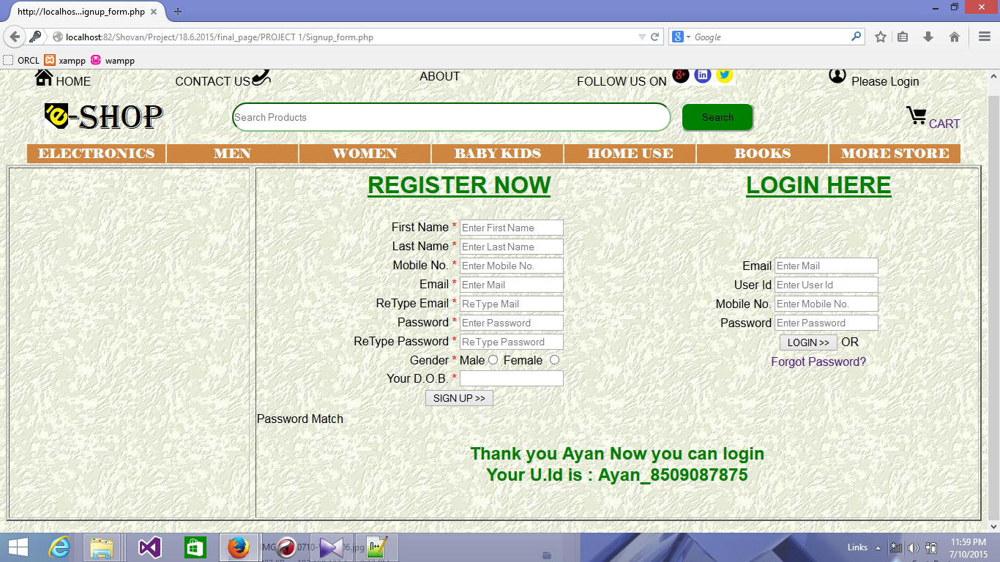 http://localhos...ignup_form.php
localhost:82/Shovan/Project/18.6.2015/final_page/PROJECT 1/Signup_form.php
Google
ORCL xampp wampp
HOME CONTACT US ABOUT FOLLOW US ON Please Login
e-SHOP Search Products Search CART
ELECTRONICS MEN WOMEN BABY KIDS HOME USE BOOKS MORE STORE
REGISTER NOW
First Name * Enter First Name
Last Name * Enter Last Name
Mobile No. * Enter Mobile No.
Email * Enter Mail
ReType Email * ReType Mail
Password * Enter Password
ReType Password * ReType Password
Gender * Male Female
Your D.O.B. *
SIGN UP >>
LOGIN HERE
Email Enter Mail
User Id Enter User Id
Mobile No. Enter Mobile No.
Password Enter Password
LOGIN >> OR
Forgot Password?
Password Match
Thank you Ayan Now you can login
Your U.Id is : Ayan_8509087875
Links
11:59 PM
7/10/2015